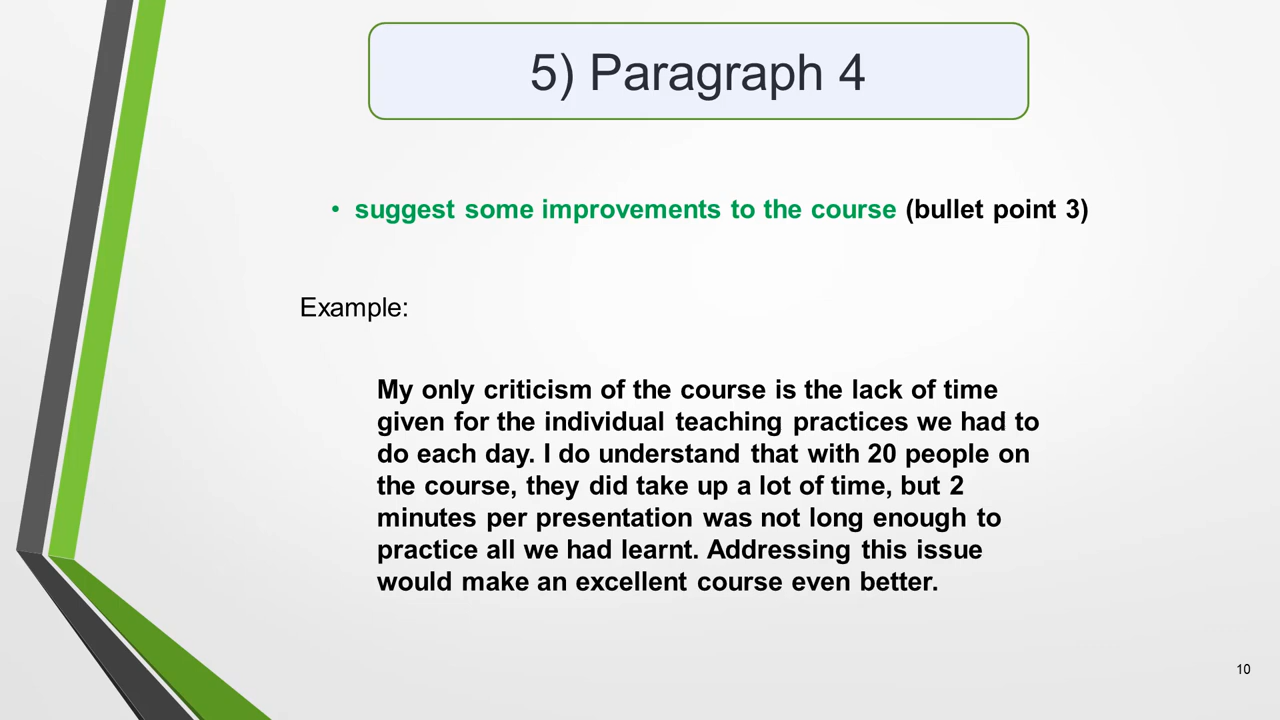 5) Paragraph 4
• suggest some improvements to the course (bullet point 3)
Example:
My only criticism of the course is the lack of time
given for the individual teaching practices we had to
do each day. I do understand that with 20 people on
the course, they did take up a lot of time, but 2
minutes per presentation was not long enough to
practice all we had learnt. Addressing this issue
would make an excellent course even better.
10